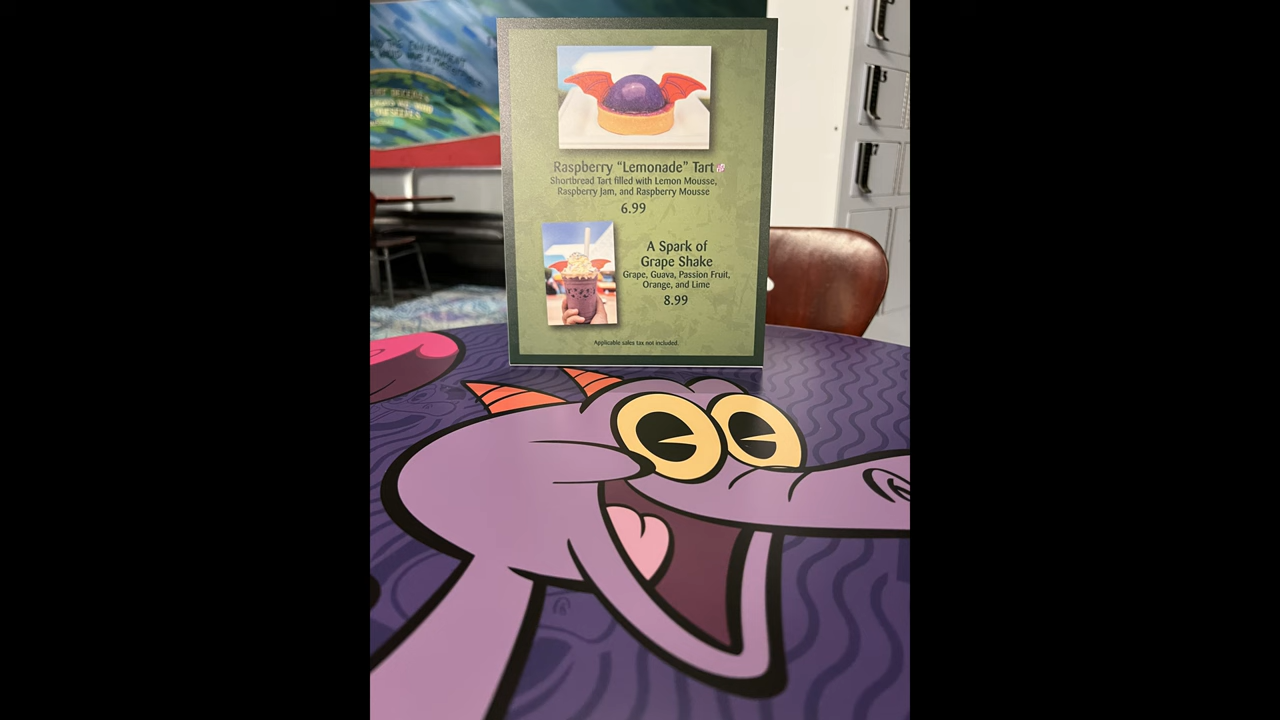 Raspberry “Lemonade” Tart
Shortbread Tart filled with Lemon Mousse,
Raspberry Jam, and Raspberry Mousse
6.99
A Spark of
Grape Shake
Grape, Guava, Passion Fruit,
Orange, and Lime
8.99
Applicable sales tax not included.